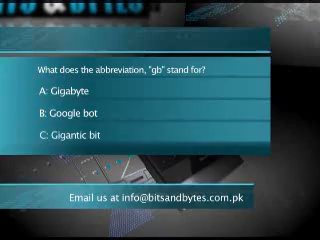 & BYTES
What does the abbreviation, "gb" stand for?
A: Gigabyte
B: Google bot
C: Gigantic bit
Email us at info@bitsandbytes.com.pk